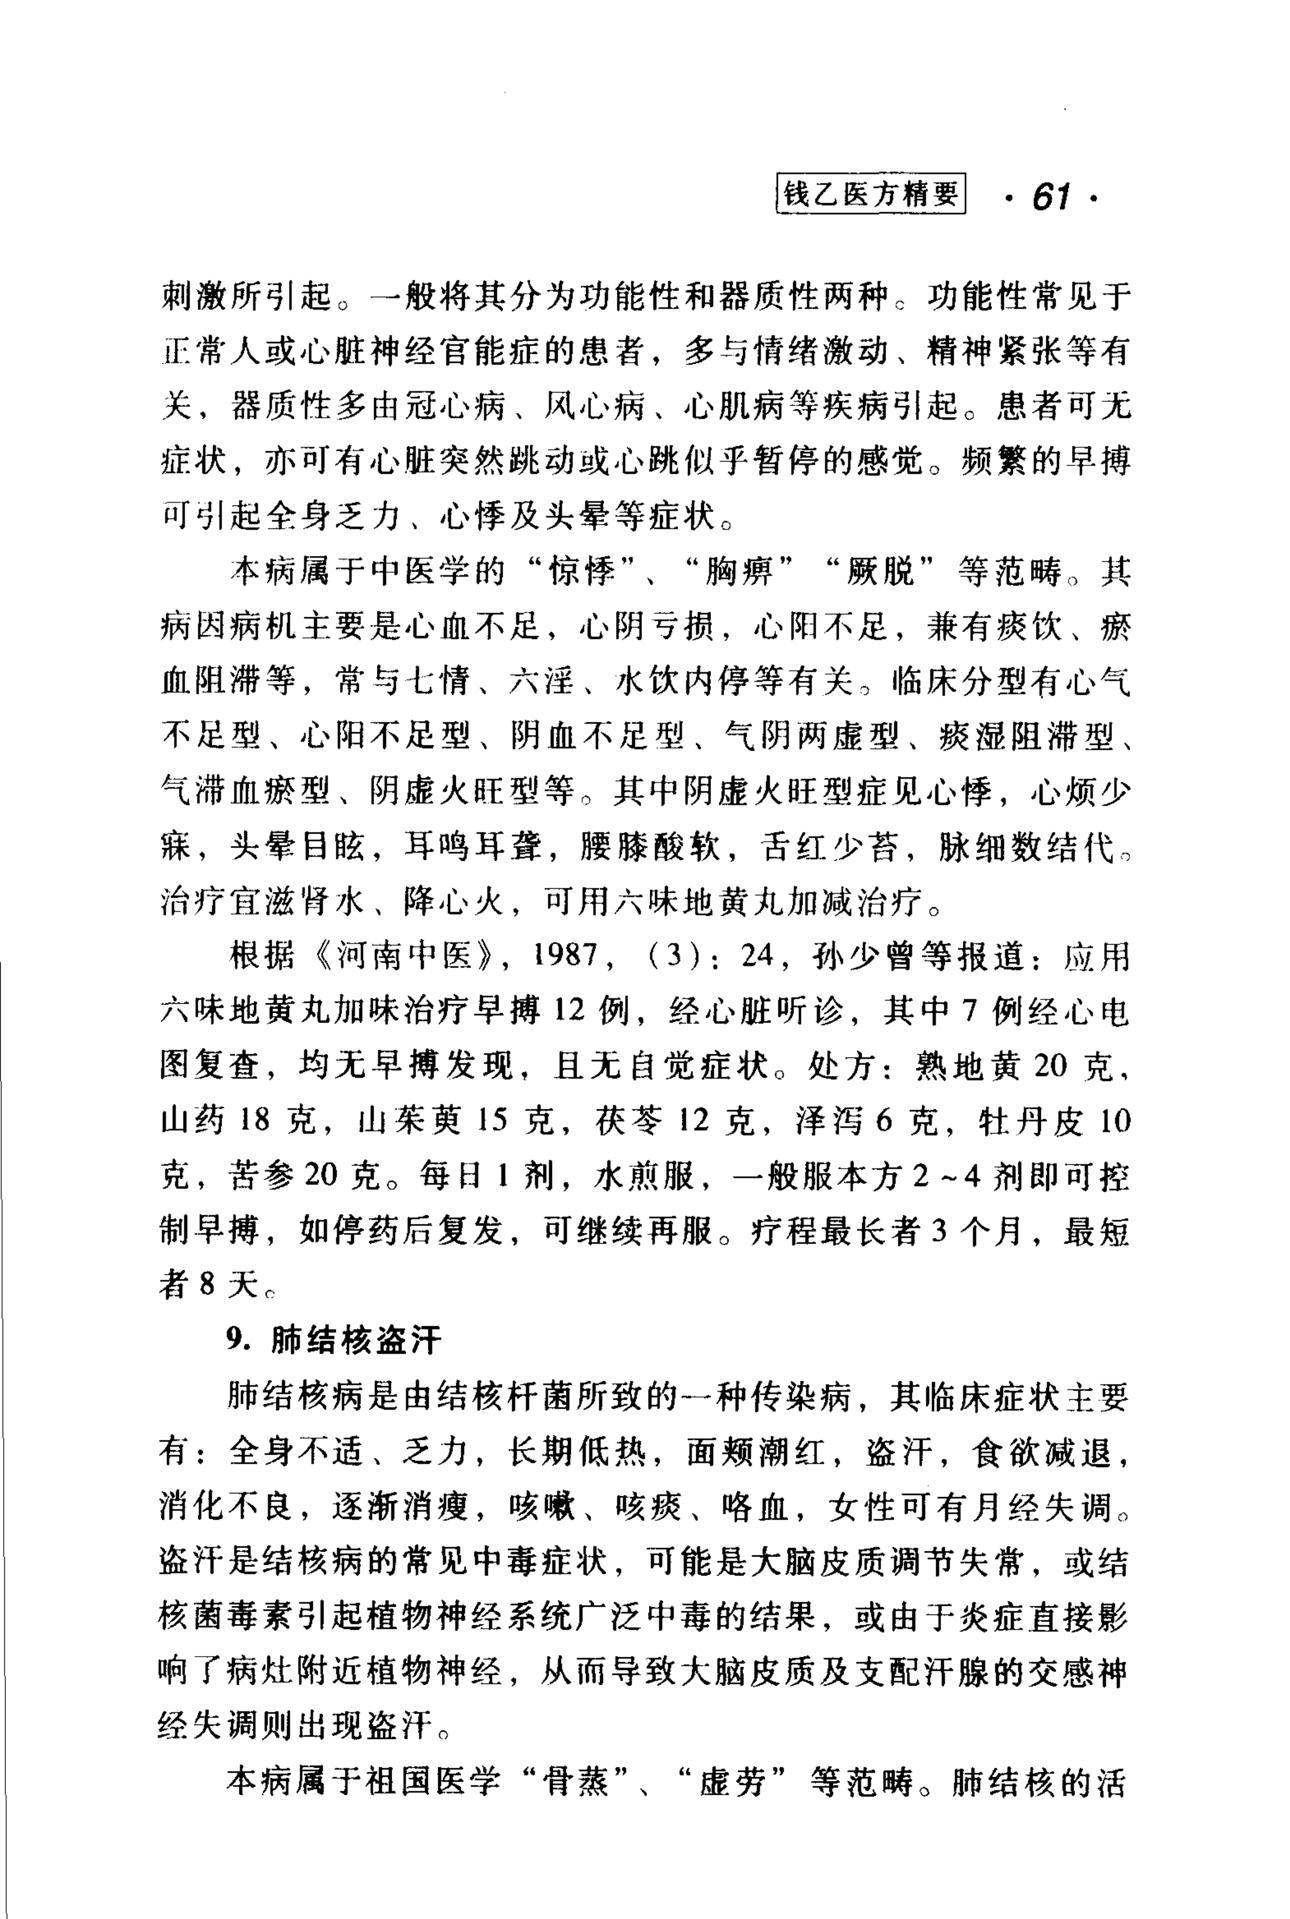 钱乙医方精要 · 61 ·
刺激所引起。一般将其分为功能性和器质性两种。功能性常见于
正常人或心脏神经官能症的患者，多与情绪激动、精神紧张等有
关，器质性多由冠心病、风心病、心肌病等疾病引起。患者可无
症状，亦可有心脏突然跳动或心跳似乎暂停的感觉。频繁的早搏
可引起全身乏力、心悸及头晕等症状。
本病属于中医学的“惊悸”、“胸痹”“厥脱”等范畴。其
病因病机主要是心血不足，心阴亏损，心阳不足，兼有痰饮、瘀
血阻滞等，常与七情、六淫、水饮内停等有关。临床分型有心气
不足型、心阳不足型、阴血不足型、气阴两虚型、痰湿阻滞型、
气滞血瘀型、阴虚火旺型等。其中阴虚火旺型症见心悸，心烦少
寐，头晕目眩，耳鸣耳聋，腰膝酸软，舌红少苔，脉细数结代。
治疗宜滋肾水、降心火，可用六味地黄丸加减治疗。
根据《河南中医》，1987，（3）：24，孙少曾等报道：应用
六味地黄丸加味治疗早搏 12 例，经心脏听诊，其中 7 例经心电
图复查，均无早搏发现，且无自觉症状。处方：熟地黄 20 克，
山药 18 克，山茱萸 15 克，茯苓 12 克，泽泻 6 克，牡丹皮 10
克，苦参 20 克。每日 1 剂，水煎服，一般服本方 2～4 剂即可控
制早搏，如停药后复发，可继续再服。疗程最长者 3 个月，最短
者 8 天。
9. 肺结核盗汗
肺结核病是由结核杆菌所致的一种传染病，其临床症状主要
有：全身不适、乏力，长期低热，面颊潮红，盗汗，食欲减退，
消化不良，逐渐消瘦，咳嗽、咳痰、咯血，女性可有月经失调。
盗汗是结核病的常见中毒症状，可能是大脑皮质调节失常，或结
核菌毒素引起植物神经系统广泛中毒的结果，或由于炎症直接影
响了病灶附近植物神经，从而导致大脑皮质及支配汗腺的交感神
经失调则出现盗汗。
本病属于祖国医学“骨蒸”、“虚劳”等范畴。肺结核的活